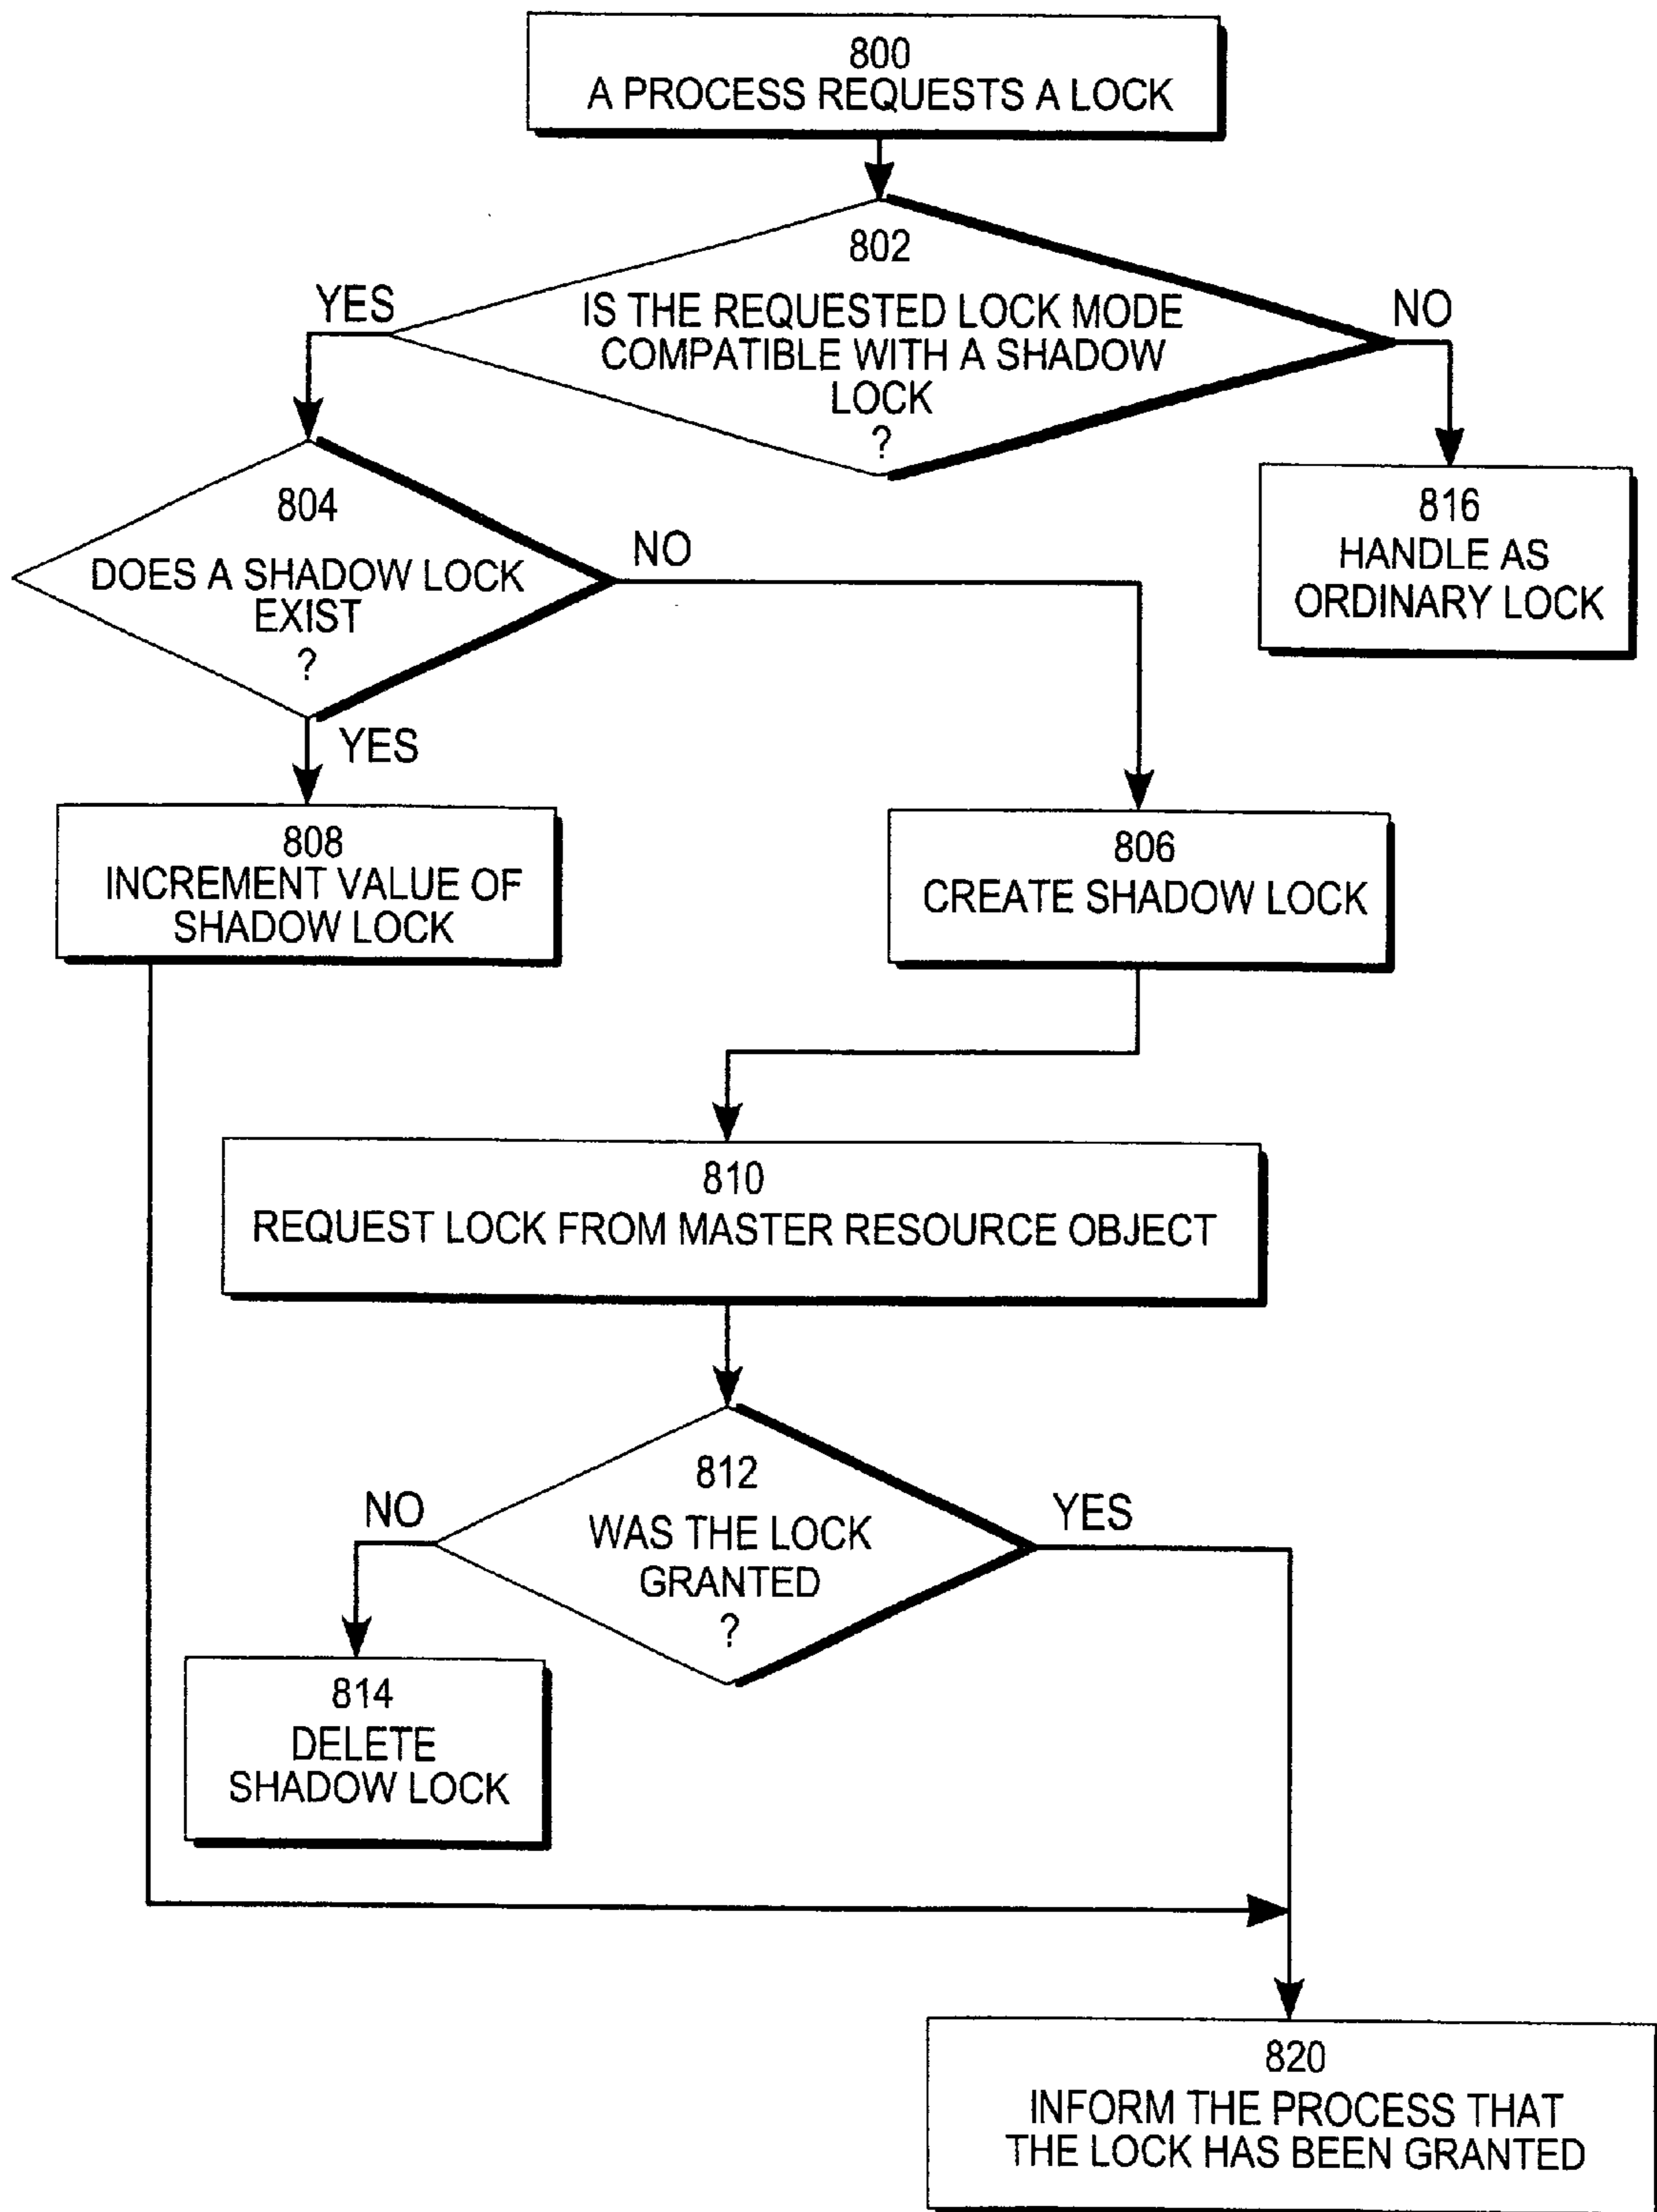 800
A PROCESS REQUESTS A LOCK
802
IS THE REQUESTED LOCK MODE
COMPATIBLE WITH A SHADOW
LOCK
?
YES
NO
804
DOES A SHADOW LOCK
EXIST
?
NO
YES
816
HANDLE AS
ORDINARY LOCK
808
INCREMENT VALUE OF
SHADOW LOCK
806
CREATE SHADOW LOCK
810
REQUEST LOCK FROM MASTER RESOURCE OBJECT
812
WAS THE LOCK
GRANTED
?
NO
YES
814
DELETE
SHADOW LOCK
820
INFORM THE PROCESS THAT
THE LOCK HAS BEEN GRANTED